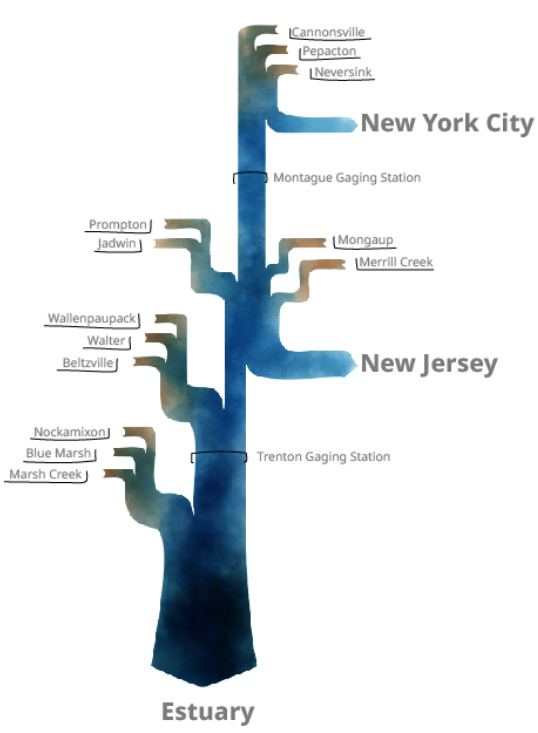 Cannonsville
Pepacton
Neversink
New York City
Montague Gaging Station
Prompton
Jadwin
Mongaup
Merrill Creek
Wallenpaupack
Walter
Beltzville
New Jersey
Nockamixon
Blue Marsh
Marsh Creek
Trenton Gaging Station
Estuary